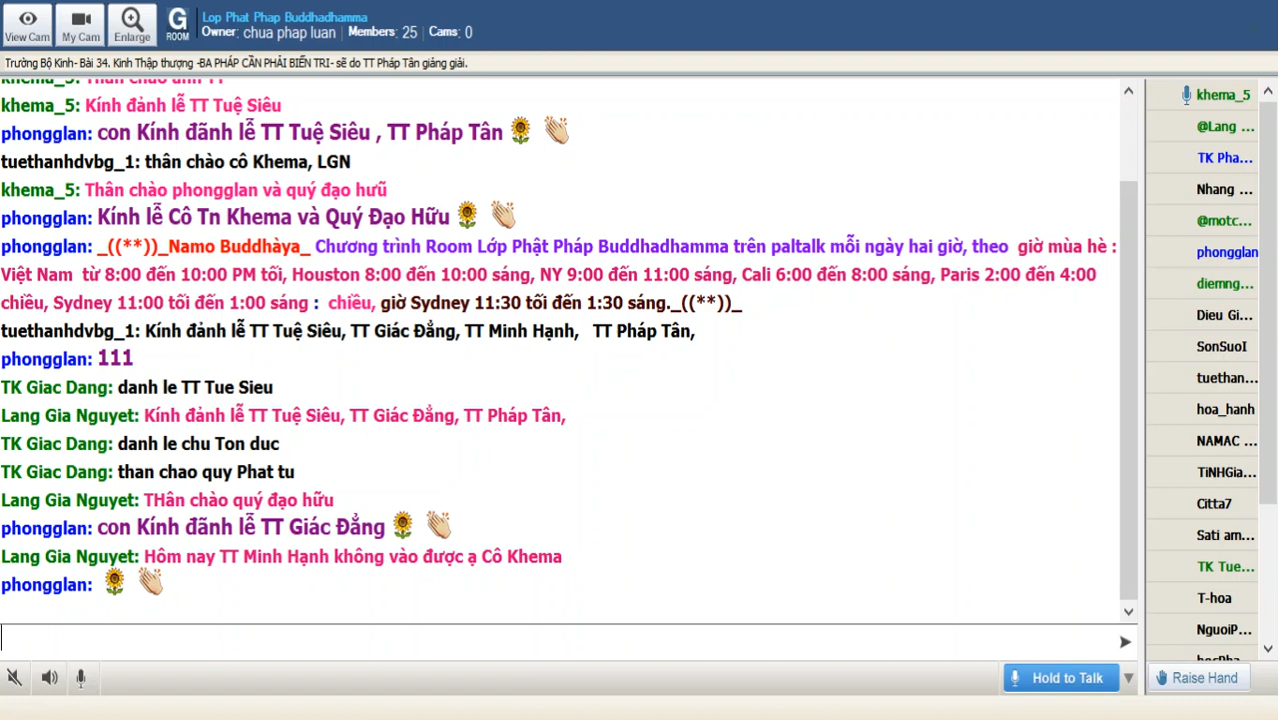 View Cam
My Cam
Enlarge
G
ROOM
Lop Phat Phap Buddhadhamma
Owner: chua phap luan | Members: 25 | Cams: 0
Trường Bộ Kinh- Bài 34. Kinh Thập thượng -BA PHÁP CẦN PHẢI BIẾN TRI- sẽ do TT Pháp Tân giảng giải.
khema_5: Kính đảnh lễ TT Tuệ Siêu
phongglan: con Kính đãnh lễ TT Tuệ Siêu , TT Pháp Tân
tuethanhdvbg_1: thân chào cô Khema, LGN
khema_5: Thân chào phongglan và quý đạo hưũ
phongglan: Kính lễ Cô Tn Khema và Quý Đạo Hữu
phongglan: _((**))_Namo Buddhàya_ Chương trình Room Lớp Phật Pháp Buddhadhamma trên paltalk mỗi ngày hai giờ, theo giờ mùa hè :
Việt Nam từ 8:00 đến 10:00 PM tối, Houston 8:00 đến 10:00 sáng, NY 9:00 đến 11:00 sáng, Cali 6:00 đến 8:00 sáng, Paris 2:00 đến 4:00
chiều, Sydney 11:00 tối đến 1:00 sáng : chiều, giờ Sydney 11:30 tối đến 1:30 sáng._((**))_
tuethanhdvbg_1: Kính đảnh lễ TT Tuệ Siêu, TT Giác Đẳng, TT Minh Hạnh, TT Pháp Tân,
phongglan: 111
TK Giac Dang: danh le TT Tue Sieu
Lang Gia Nguyet: Kính đảnh lễ TT Tuệ Siêu, TT Giác Đẳng, TT Pháp Tân,
TK Giac Dang: danh le chu Ton duc
TK Giac Dang: than chao quy Phat tu
Lang Gia Nguyet: THân chào quý đạo hữu
phongglan: con Kính đãnh lễ TT Giác Đẳng
Lang Gia Nguyet: Hôm nay TT Minh Hạnh không vào được ạ Cô Khema
phongglan:
Hold to Talk
khema_5
@Lang ...
TK Pha...
Nhang ...
@motc...
phongglan
diemng...
Dieu Gi...
SonSuoI
tuethan...
hoa_hanh
NAMAC ...
TiNHGia...
Citta7
Sati am...
TK Tue...
T-hoa
NguoiP...
Raise Hand